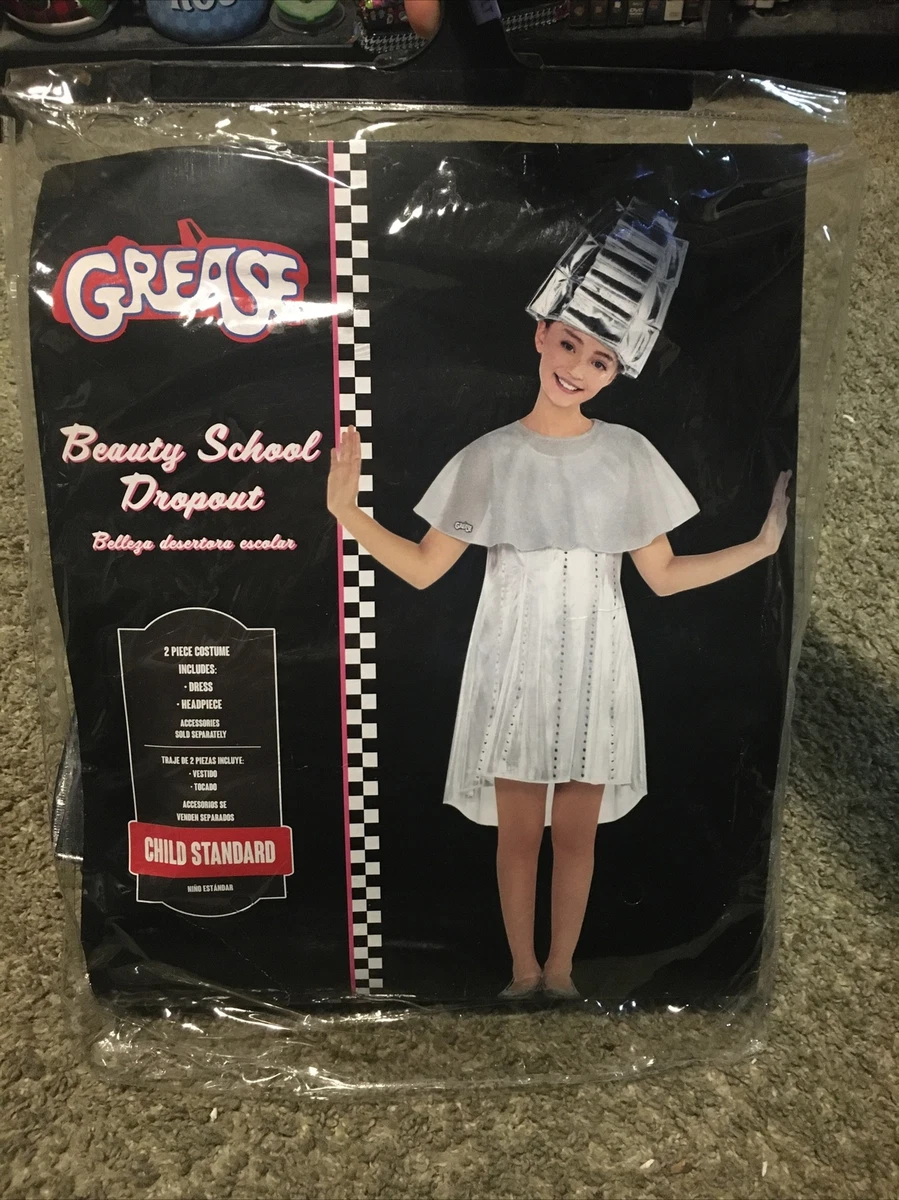 GREASE
Beauty School
Dropout
Belleza desertora escolar
2 PIECE COSTUME
INCLUDES:
· DRESS
· HEADPIECE
ACCESSORIES
SOLD SEPARATELY
TRAJE DE 2 PIEZAS INCLUYE:
· VESTIDO
· TOCADO
ACCESORIOS SE
VENDEN SEPARADOS
CHILD STANDARD
NIÑO ESTÁNDAR
GREASE